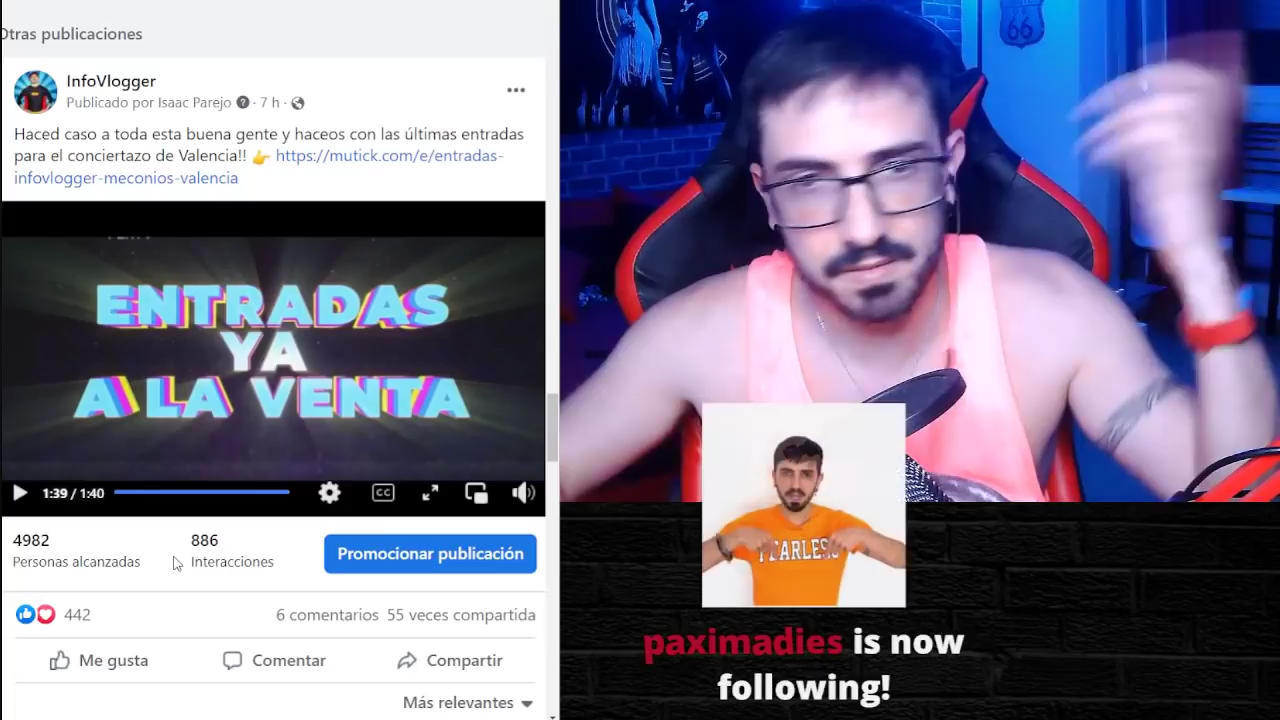 Otras publicaciones
InfoVlogger
Publicado por Isaac Parejo · 7 h ·
Haced caso a toda esta buena gente y haceos con las últimas entradas
para el conciertazo de Valencia!! 👉 https://mutick.com/e/entradas-
infovlogger-meconios-valencia
ENTRADAS
YA
A LA VENTA
1:39 / 1:40
CC
4982
Personas alcanzadas
886
Interacciones
Promocionar publicación
442
6 comentarios 55 veces compartida
Me gusta
Comentar
Compartir
Más relevantes
66
FEARLESS
paximadies is now
following!